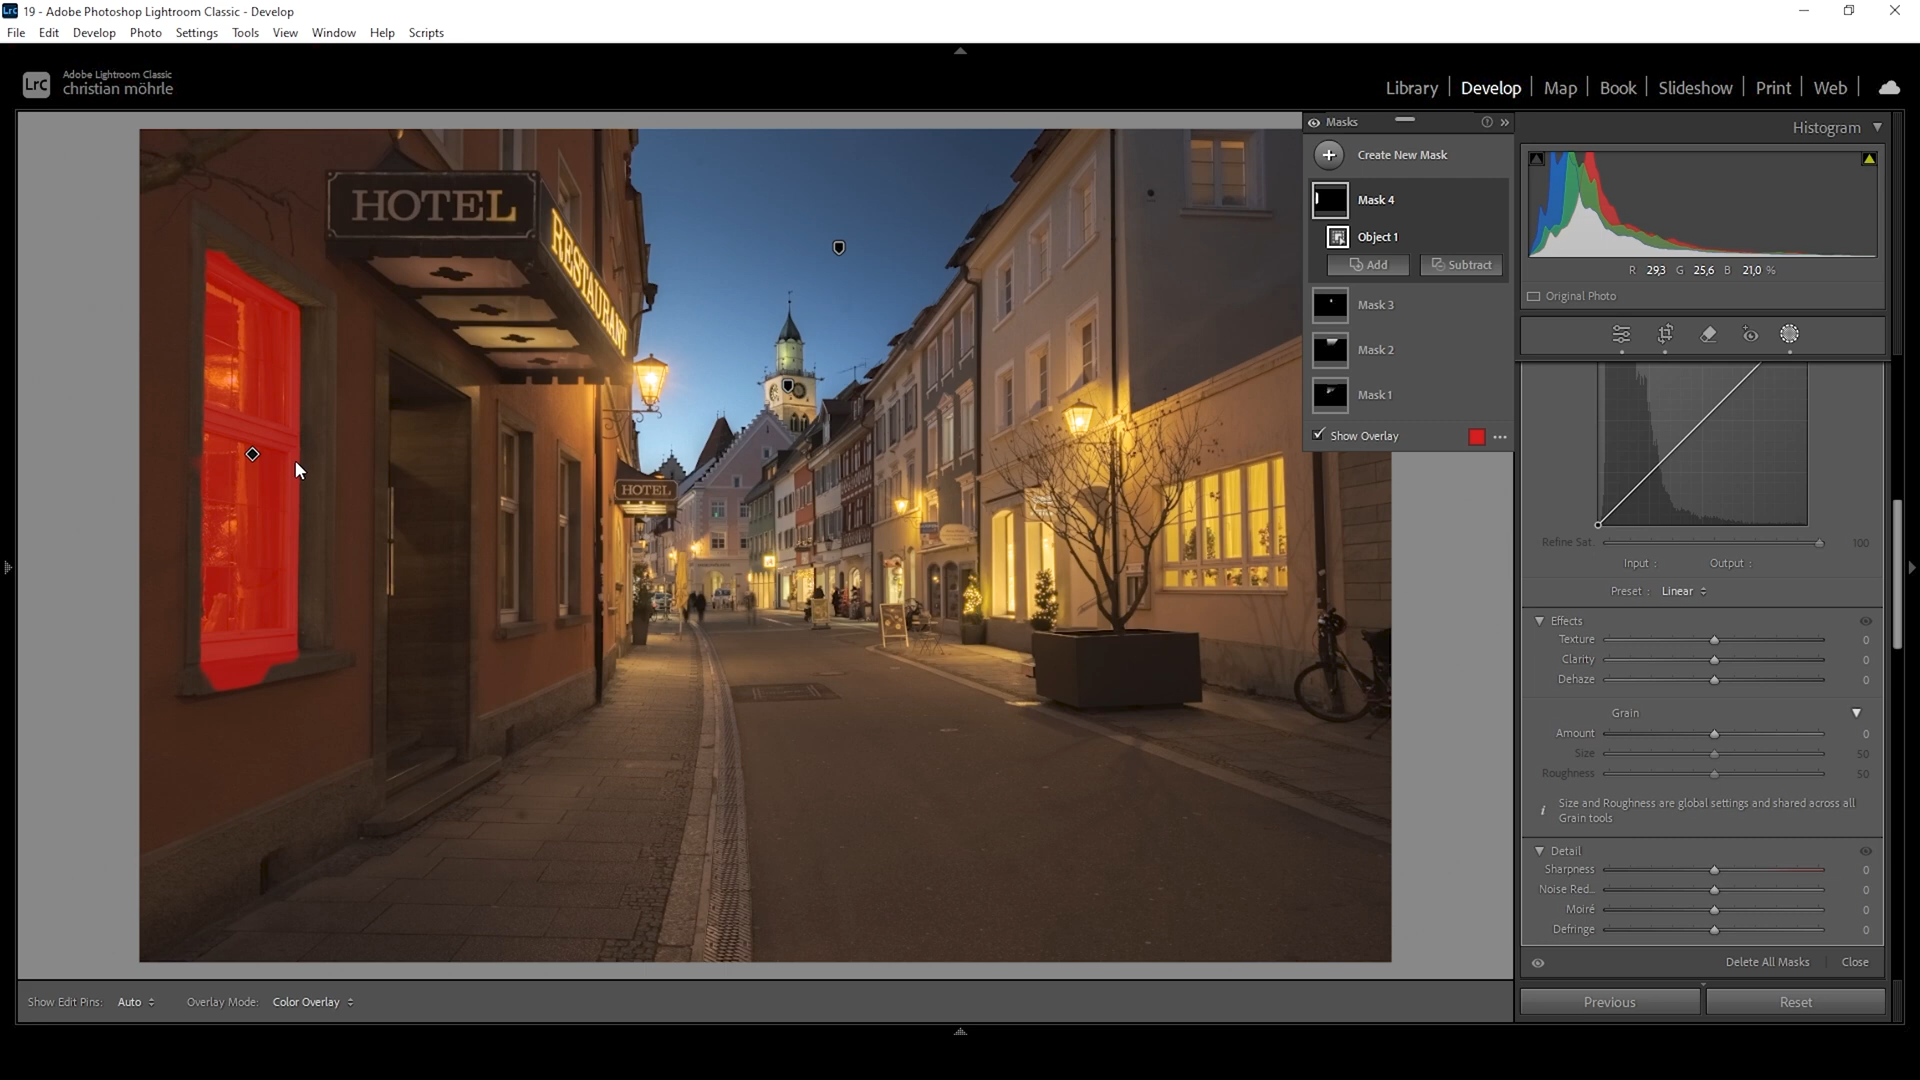 Lrc 19 - Adobe Photoshop Lightroom Classic - Develop
File Edit Develop Photo Settings Tools View Window Help Scripts
Lrc Adobe Lightroom Classic
christian möhrle
Library Develop Map Book Slideshow Print Web
HOTEL
RESTAURANT
HOTEL
Masks
Create New Mask
Mask 4
Object 1
Add Subtract
Mask 3
Mask 2
Mask 1
Show Overlay
Histogram
R 29,3 G 25,6 B 21,0 %
Original Photo
Refine Sat. 100
Input : Output :
Preset : Linear
Effects
Texture 0
Clarity 0
Dehaze 0
Grain
Amount 0
Size 50
Roughness 50
i Size and Roughness are global settings and shared across all
Grain tools
Detail
Sharpness 0
Noise Red... 0
Moiré 0
Defringe 0
Delete All Masks Close
Previous Reset
Show Edit Pins: Auto Overlay Mode: Color Overlay